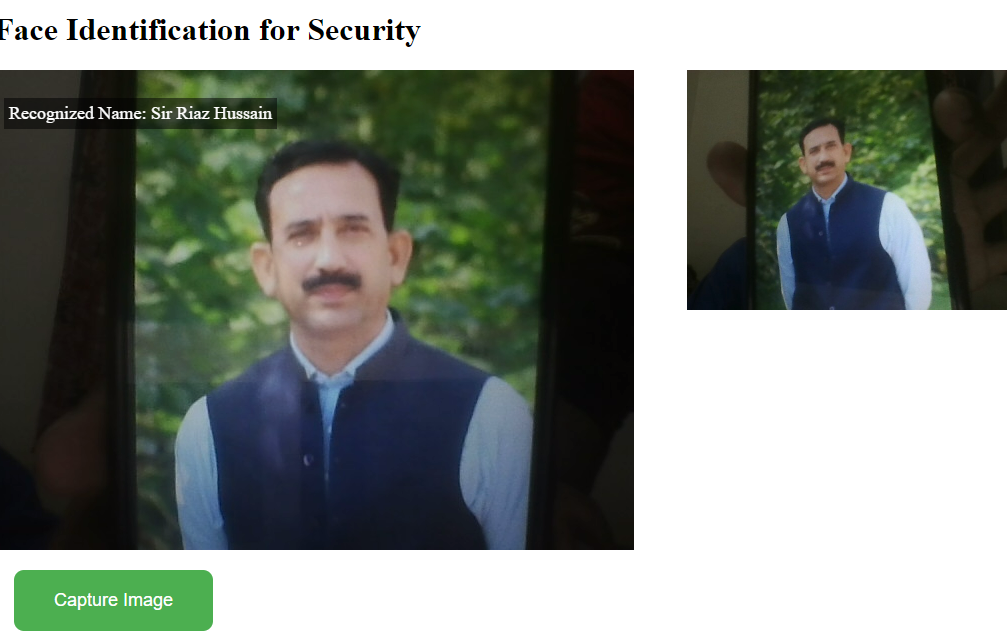 Face Identification for Security
Recognized Name: Sir Riaz Hussain
Capture Image